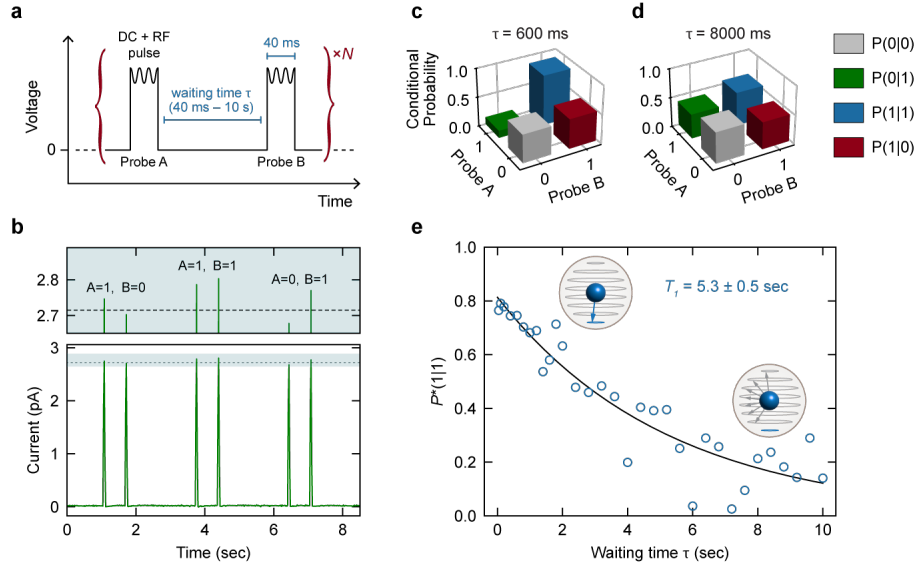 a
DC + RF
pulse
40 ms
×N
waiting time τ
(40 ms – 10 s)
Voltage
0
Probe A
Probe B
Time
b
A=1, B=0
A=1, B=1
A=0, B=1
2.8
2.7
3
2
1
0
Current (pA)
0
2
4
6
8
Time (sec)
c
τ = 600 ms
Conditional
Probability
1.0
0.5
0.0
1
0
Probe A
0
1
Probe B
d
τ = 8000 ms
1.0
0.5
0.0
1
0
Probe A
0
1
Probe B
P(0|0)
P(0|1)
P(1|1)
P(1|0)
e
T1 = 5.3 ± 0.5 sec
P*(1|1)
1.0
0.8
0.6
0.4
0.2
0.0
0
2
4
6
8
10
Waiting time τ (sec)